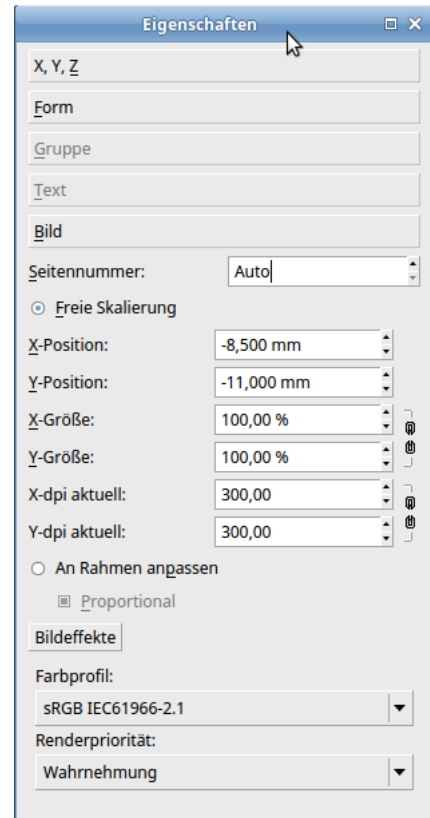 Eigenschaften
X, Y, Z
Form
Gruppe
Text
Bild
Seitennummer: Auto
Freie Skalierung
X-Position: -8,500 mm
Y-Position: -11,000 mm
X-Größe: 100,00 %
Y-Größe: 100,00 %
X-dpi aktuell: 300,00
Y-dpi aktuell: 300,00
An Rahmen anpassen
Proportional
Bildeffekte
Farbprofil:
sRGB IEC61966-2.1
Renderpriorität:
Wahrnehmung